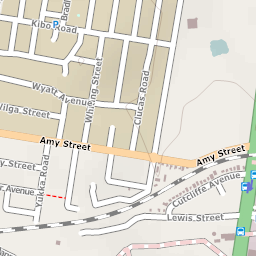 Kibo Road
Wyatt Avenue
Whiting Street
Clucas Road
Wilga Street
Amy Street
Amy Street
Yukka Road
Avenue
Cutcliffe Avenue
Lewis Street
P